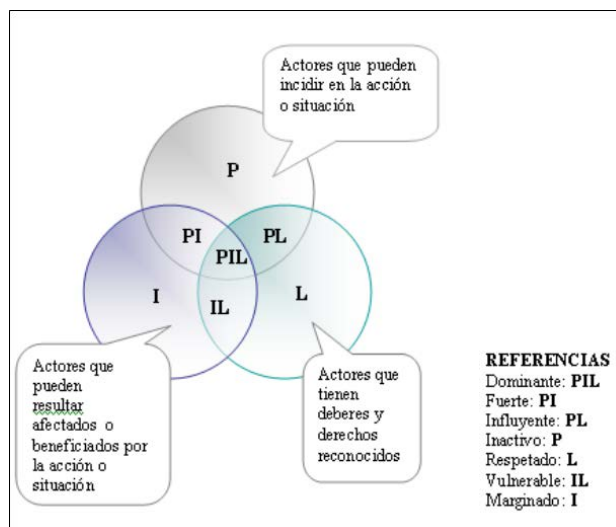 Actores que pueden
incidir en la acción
o situación
P
PI
PL
PIL
I
IL
L
Actores que
pueden
resultar
afectados o
beneficiados por
la acción o
situación
Actores que
tienen
deberes y
derechos
reconocidos
REFERENCIAS
Dominante: PIL
Fuerte: PI
Influyente: PL
Inactivo: P
Respetado: L
Vulnerable: IL
Marginado: I